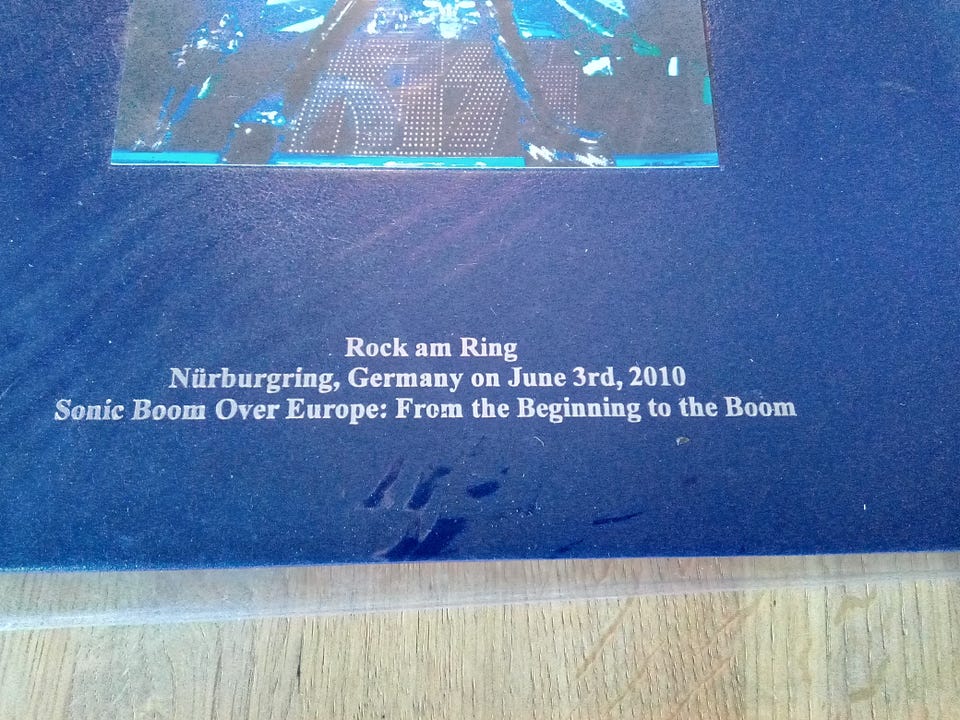 Rock am Ring
Nürburgring, Germany on June 3rd, 2010
Sonic Boom Over Europe: From the Beginning to the Boom